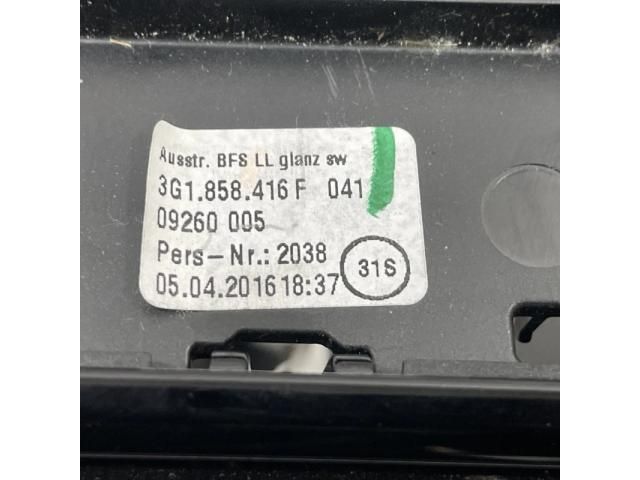 Ausstr. BFS LL glanz sw
3G1.858.416 F 041
09260 005
Pers-Nr.: 2038
31S
05.04.2016 18:37